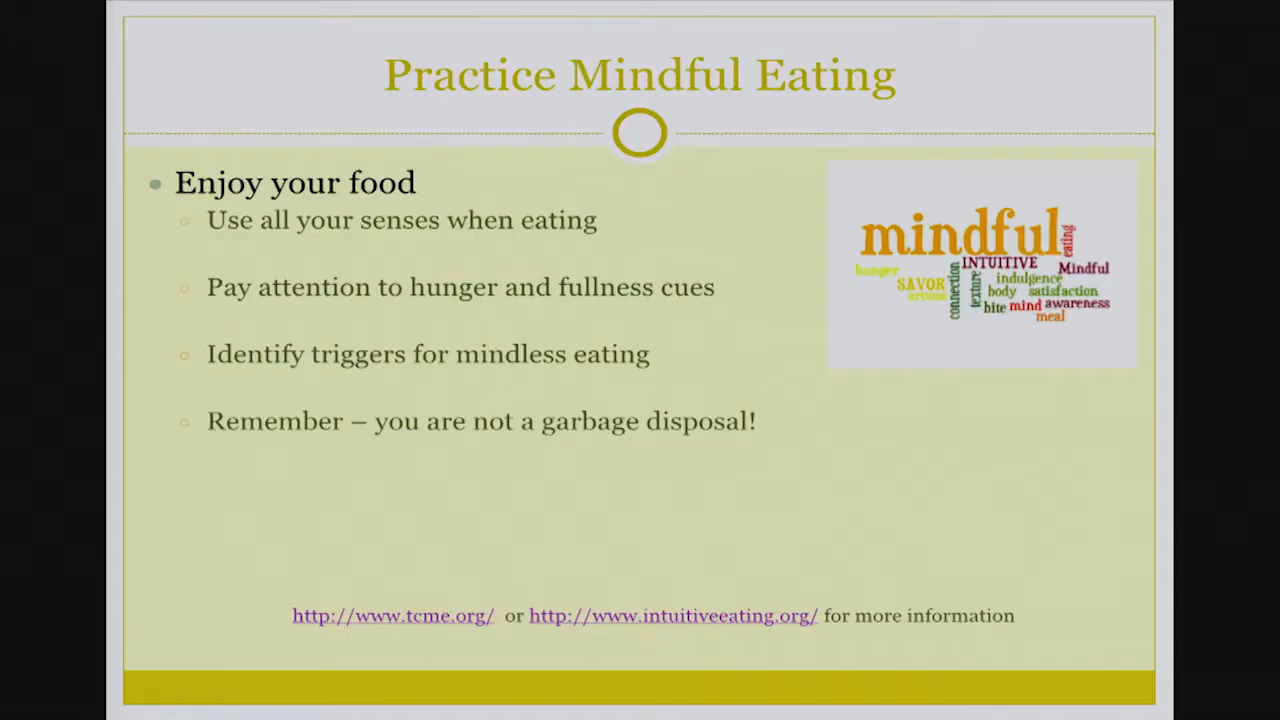 Practice Mindful Eating
Enjoy your food
Use all your senses when eating
Pay attention to hunger and fullness cues
Identify triggers for mindless eating
Remember – you are not a garbage disposal!
mindful
eating
hunger
INTUITIVE
Mindful
SAVOR
aroma
connection
texture
indulgence
body
satisfaction
bite
mind
awareness
meal
http://www.tcme.org/ or http://www.intuitiveeating.org/ for more information